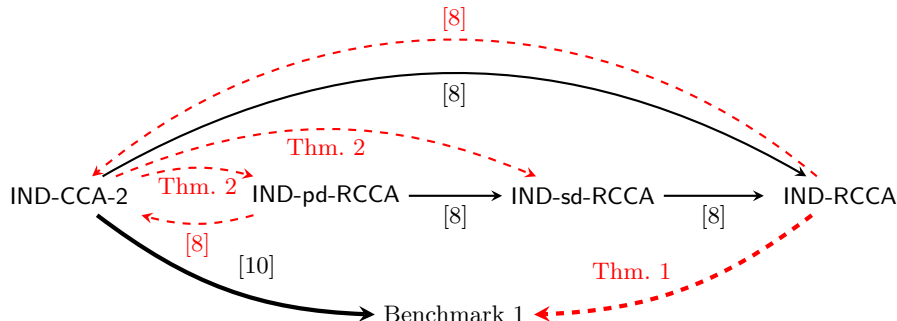 [8]
[8]
Thm. 2
Thm. 2
IND-CCA-2 IND-pd-RCCA IND-sd-RCCA IND-RCCA
[8] [8]
[8]
[10] Thm. 1
Benchmark 1